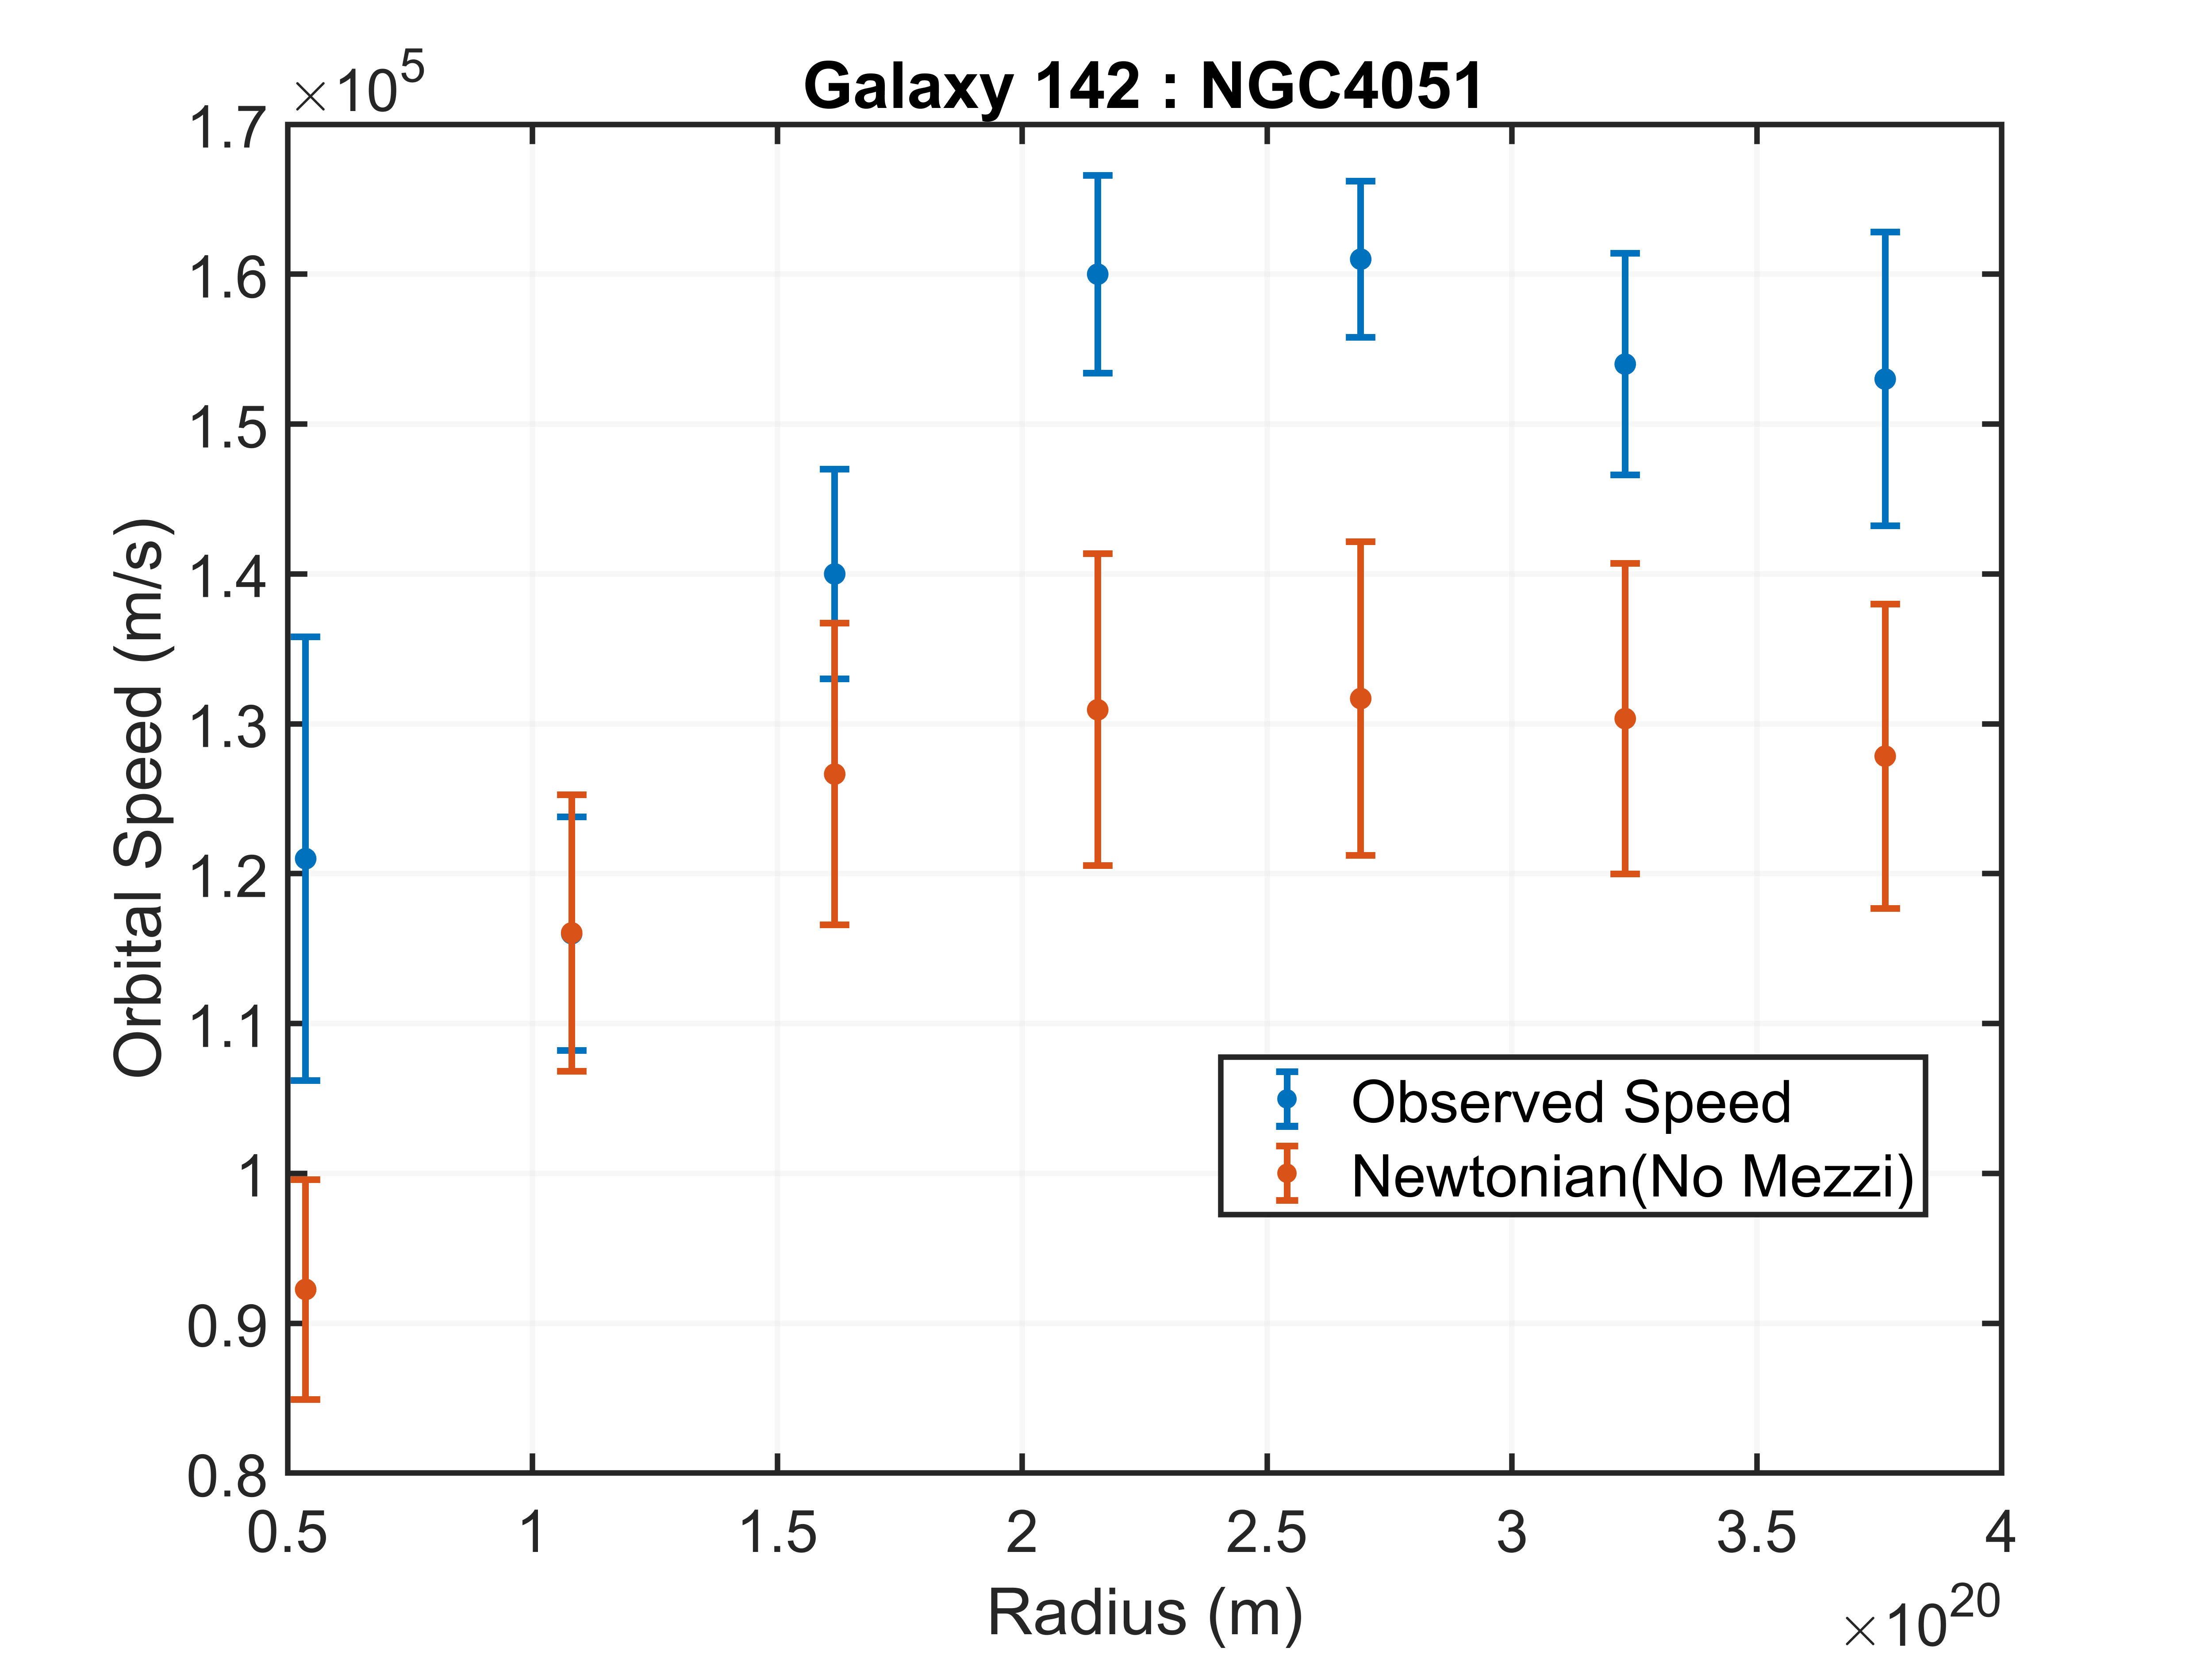 ×10^5
Galaxy 142 : NGC4051
1.7
1.6
1.5
1.4
1.3
1.2
1.1
1
0.9
0.8
Orbital Speed (m/s)
Observed Speed
Newtonian(No Mezzi)
0.5 1 1.5 2 2.5 3 3.5 4
Radius (m)
×10^20